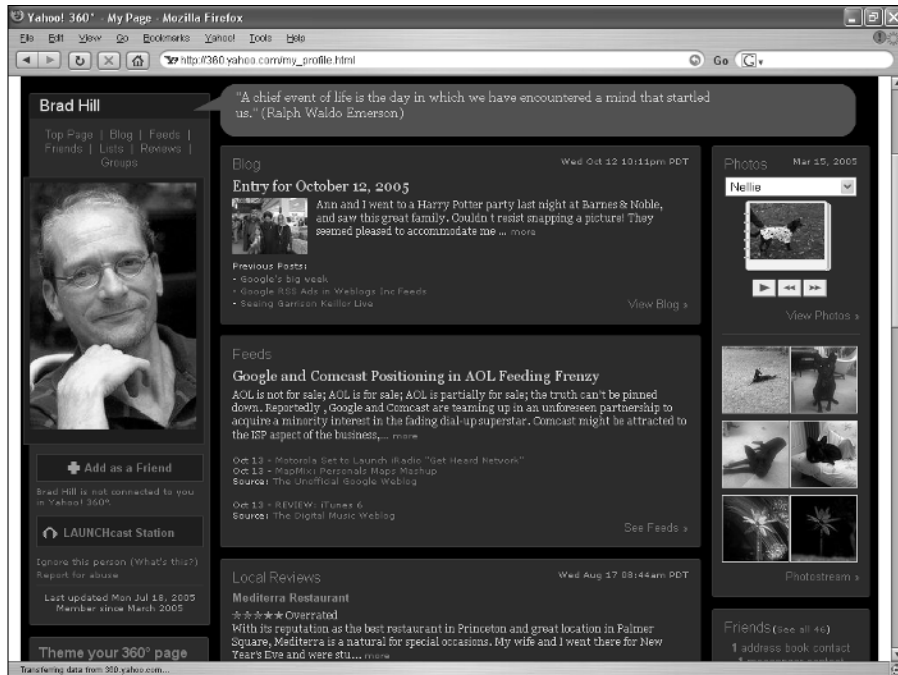 Yahoo! 360° - My Page - Mozilla Firefox
File Edit View Go Bookmarks Yahoo! Tools Help
http://360.yahoo.com/my_profile.html
Go
G
Brad Hill
"A chief event of life is the day in which we have encountered a mind that startled
us." (Ralph Waldo Emerson)
Top Page | Blog | Feeds |
Friends | Lists | Reviews |
Groups
Add as a Friend
Brad Hill is not connected to you
in Yahoo! 360°.
LAUNCHcast Station
Ignore this person (What's this?)
Report for abuse
Last updated Mon Jul 18, 2005
Member since March 2005
Theme your 360° page
Blog
Wed Oct 12 10:11pm PDT
Entry for October 12, 2005
Ann and I went to a Harry Potter party last night at Barnes & Noble,
and saw this great family. Couldn t resist snapping a picture! They
seemed pleased to accommodate me ... more
Previous Posts:
- Google's big week
- Google RSS Ads in Weblogs Inc Feeds
- Seeing Garrison Keillor Live
View Blog »
Feeds
Google and Comcast Positioning in AOL Feeding Frenzy
AOL is not for sale; AOL is for sale; AOL is partially for sale; the truth can't be pinned
down. Reportedly , Google and Comcast are teaming up in an unforeseen partnership to
acquire a minority interest in the fading dial-up superstar. Comcast might be attracted to
the ISP aspect of the business,... more
Oct 13 - Motorola Set to Launch iRadio "Get Heard Network"
Oct 13 - MapMixi Personals Maps Mashup
Source: The Unofficial Google Weblog
Oct 13 - REVIEW: iTunes 6
Source: The Digital Music Weblog
See Feeds »
Local Reviews
Wed Aug 17 08:44am PDT
Mediterra Restaurant
★★★★★ Overrated
With its reputation as the best restaurant in Princeton and great location in Palmer
Square, Mediterra is a natural for special occasions. My wife and I went there for New
Year's Eve and were stu... more
Photos
Mar 15, 2005
Nellie
View Photos »
Photostream »
Friends (See all 46)
1 address book contact
1 messenger contact
Transferring data from 360.yahoo.com...